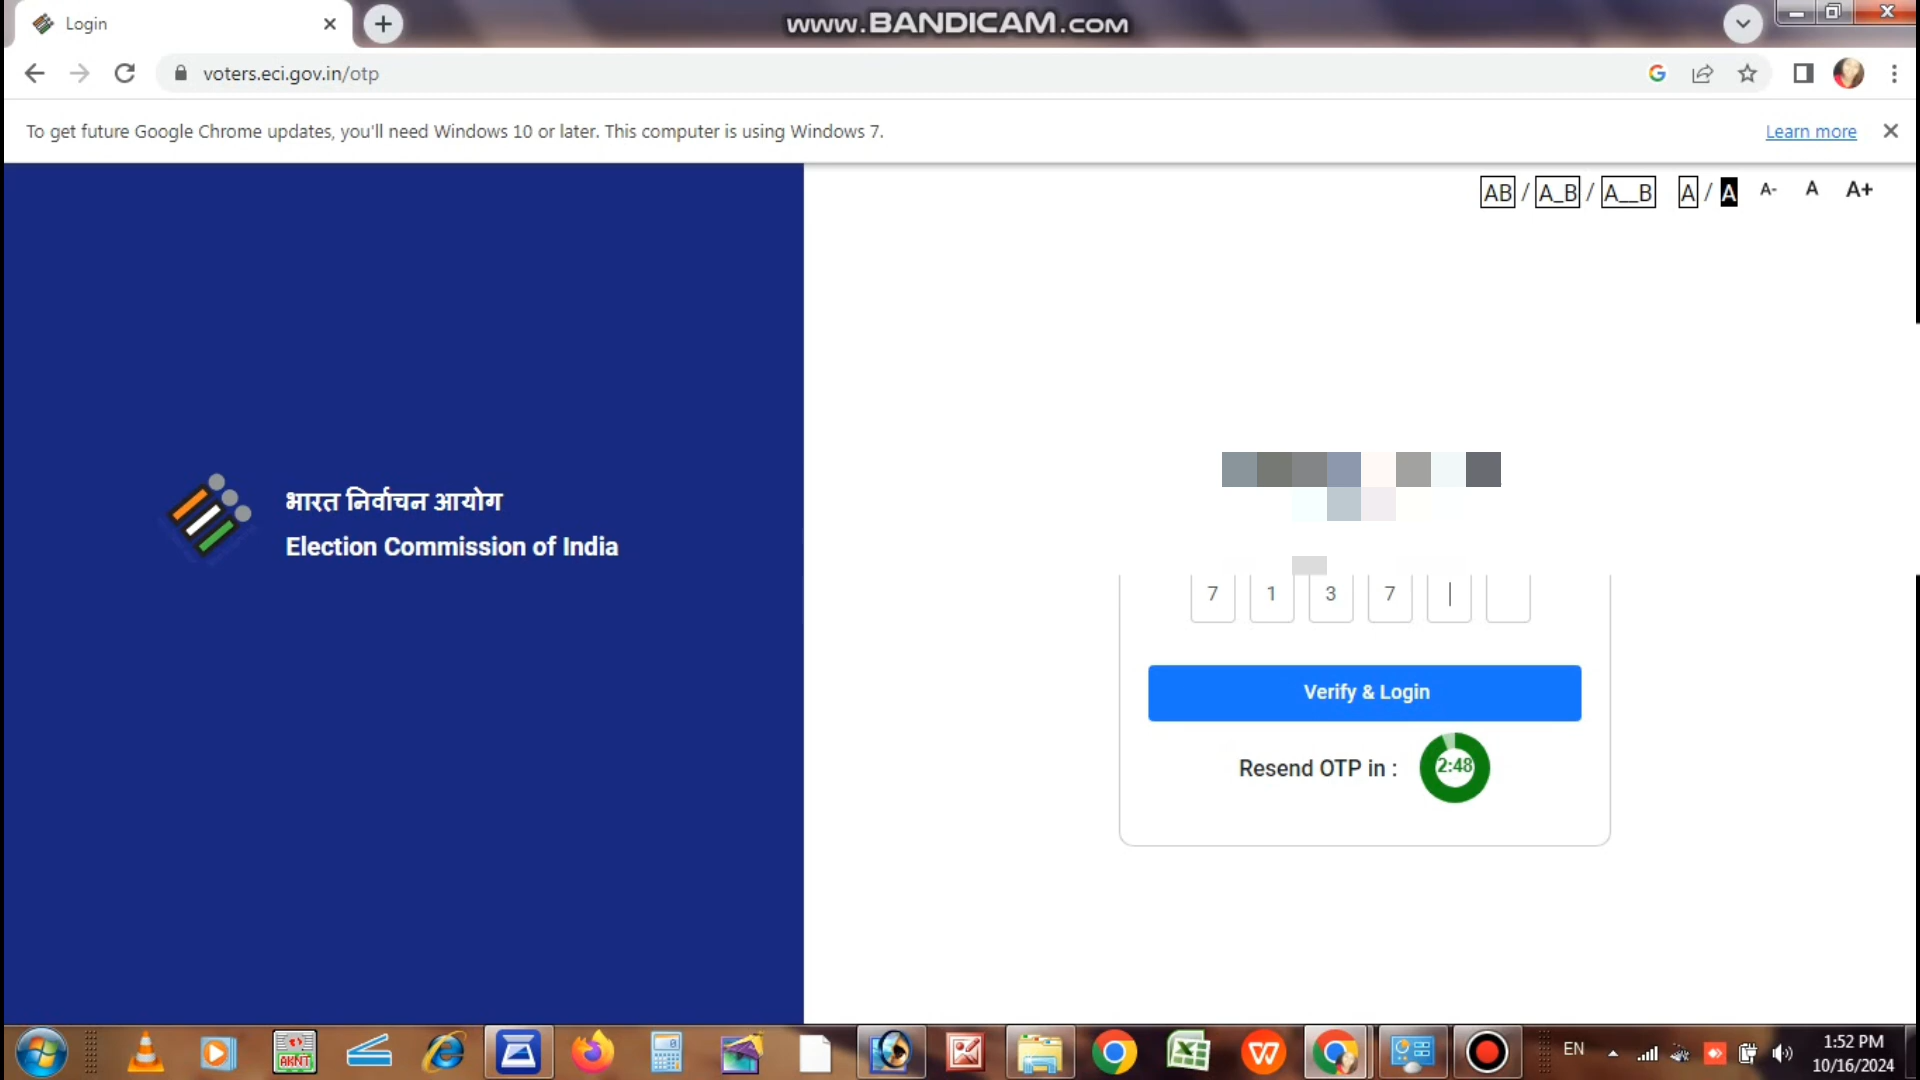 Login
www.BANDICAM.com
voters.eci.gov.in/otp
To get future Google Chrome updates, you'll need Windows 10 or later. This computer is using Windows 7.
Learn more
AB / A_B / A__B A / A A- A A+
भारत निर्वाचन आयोग
Election Commission of India
7 1 3 7
Verify & Login
Resend OTP in : 2:48
AKNT
EN
1:52 PM
10/16/2024